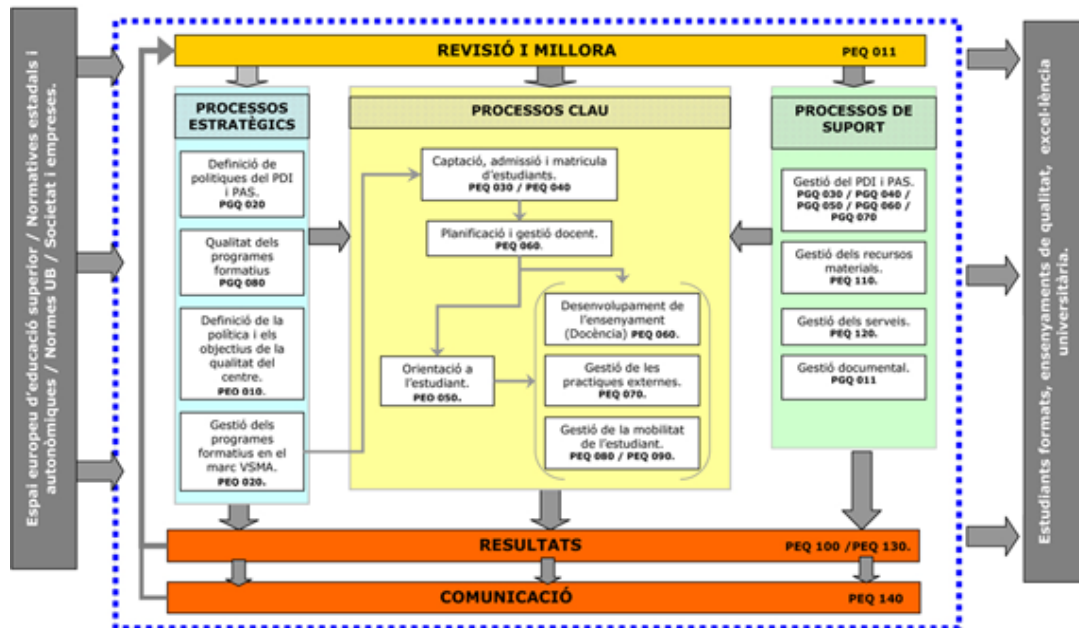 Espai europeu d'educació superior / Normatives estadals i
autonòmiques / Normes UB / Societat i empreses.
REVISIÓ I MILLORA
PEQ 011
PROCESSOS
ESTRATÈGICS
Definició de
politiques del PDI
i PAS.
PGQ 020
Qualitat dels
programes
formatius
PGQ 080
Definició de la
política i els
objectius de la
qualitat del
centre.
PEO 010.
Gestió dels
programes
formatius en el
marc VSMA.
PEO 020.
PROCESSOS CLAU
Captació, admissió i matricula
d'estudiants.
PEQ 030 / PEQ 040
Planificació i gestió docent.
PEQ 060.
Desenvolupament de
l'ensenyament
(Docència) PEQ 060.
Orientació a
l'estudiant.
PEO 050.
Gestió de les
practiques externes.
PEQ 070.
Gestió de la mobilitat
de l'estudiant.
PEQ 080 / PEQ 090.
PROCESSOS DE
SUPORT
Gestió del PDI i PAS.
PGQ 030 / PGQ 040 /
PGQ 050 / PGQ 060 /
PGQ 070
Gestió dels recursos
materials.
PEQ 110.
Gestió dels serveis.
PEQ 120.
Gestió documental.
PGQ 011
RESULTATS
PEQ 100 /PEQ 130.
COMUNICACIÓ
PEQ 140
Estudiants formats, ensenyaments de qualitat, excel·lència
universitària.